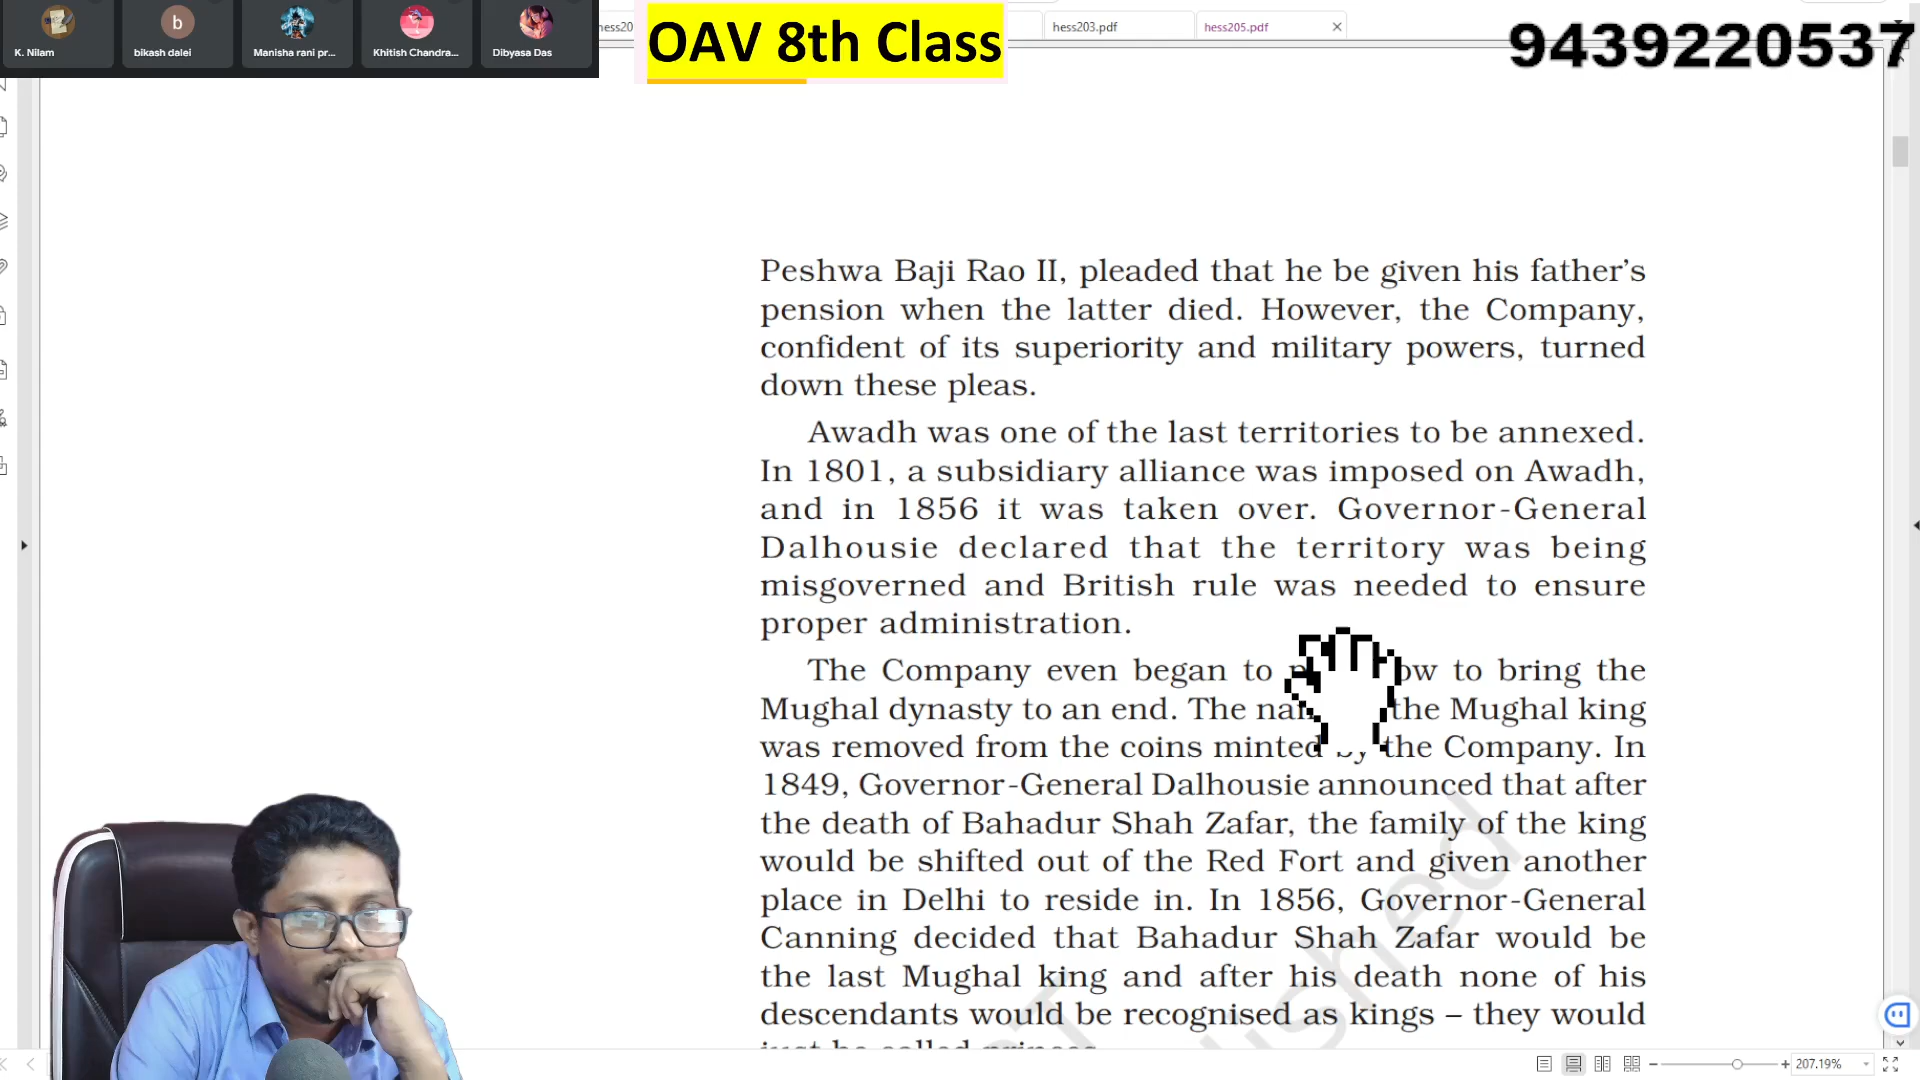 K. Nilam
bikash dalei
Manisha rani pr...
Khitish Chandra...
Dibyasa Das
hess20
OAV 8th Class
hess203.pdf
hess205.pdf
9439220537
Peshwa Baji Rao II, pleaded that he be given his father's
pension when the latter died. However, the Company,
confident of its superiority and military powers, turned
down these pleas.
Awadh was one of the last territories to be annexed.
In 1801, a subsidiary alliance was imposed on Awadh,
and in 1856 it was taken over. Governor-General
Dalhousie declared that the territory was being
misgoverned and British rule was needed to ensure
proper administration.
The Company even began to to bring the
Mughal dynasty to an end. The the Mughal king
was removed from the coins minted by the Company. In
1849, Governor-General Dalhousie announced that after
the death of Bahadur Shah Zafar, the family of the king
would be shifted out of the Red Fort and given another
place in Delhi to reside in. In 1856, Governor-General
Canning decided that Bahadur Shah Zafar would be
the last Mughal king and after his death none of his
descendants would be recognised as kings – they would
207.19%